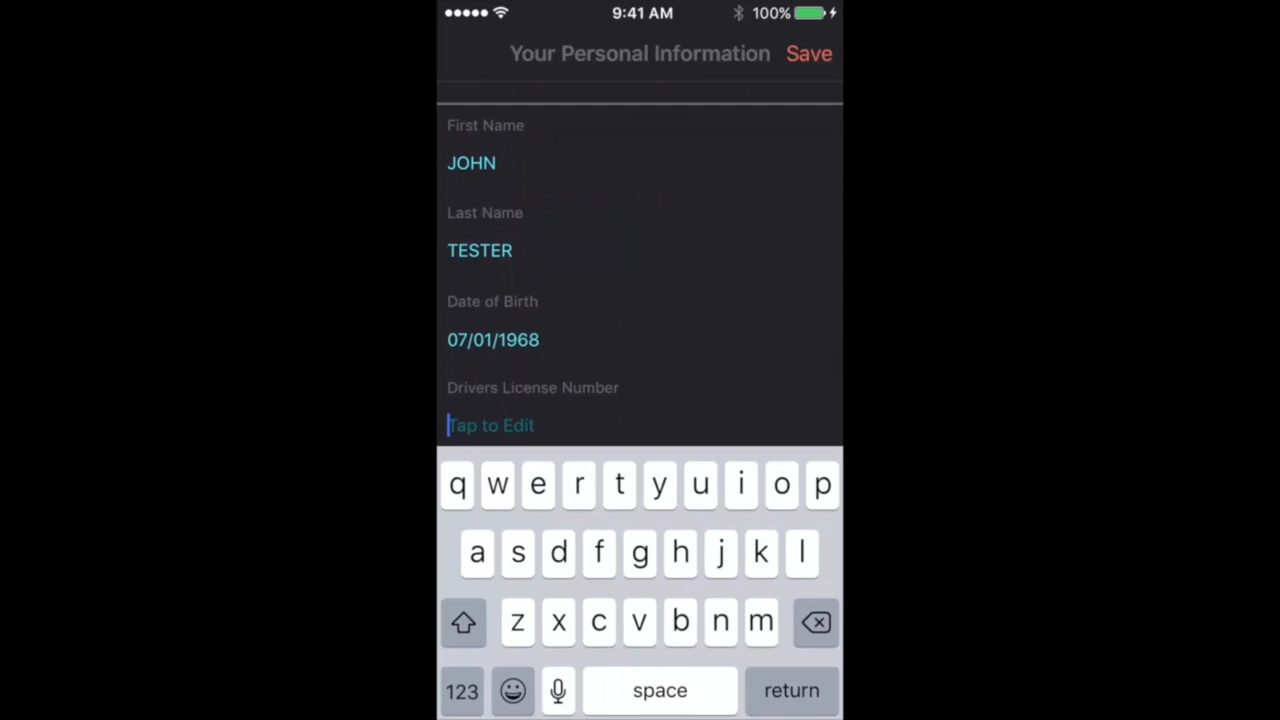 9:41 AM 100%
Your Personal Information Save
First Name
JOHN
Last Name
TESTER
Date of Birth
07/01/1968
Drivers License Number
Tap to Edit
q w e r t y u i o p
a s d f g h j k l
z x c v b n m
123 space return